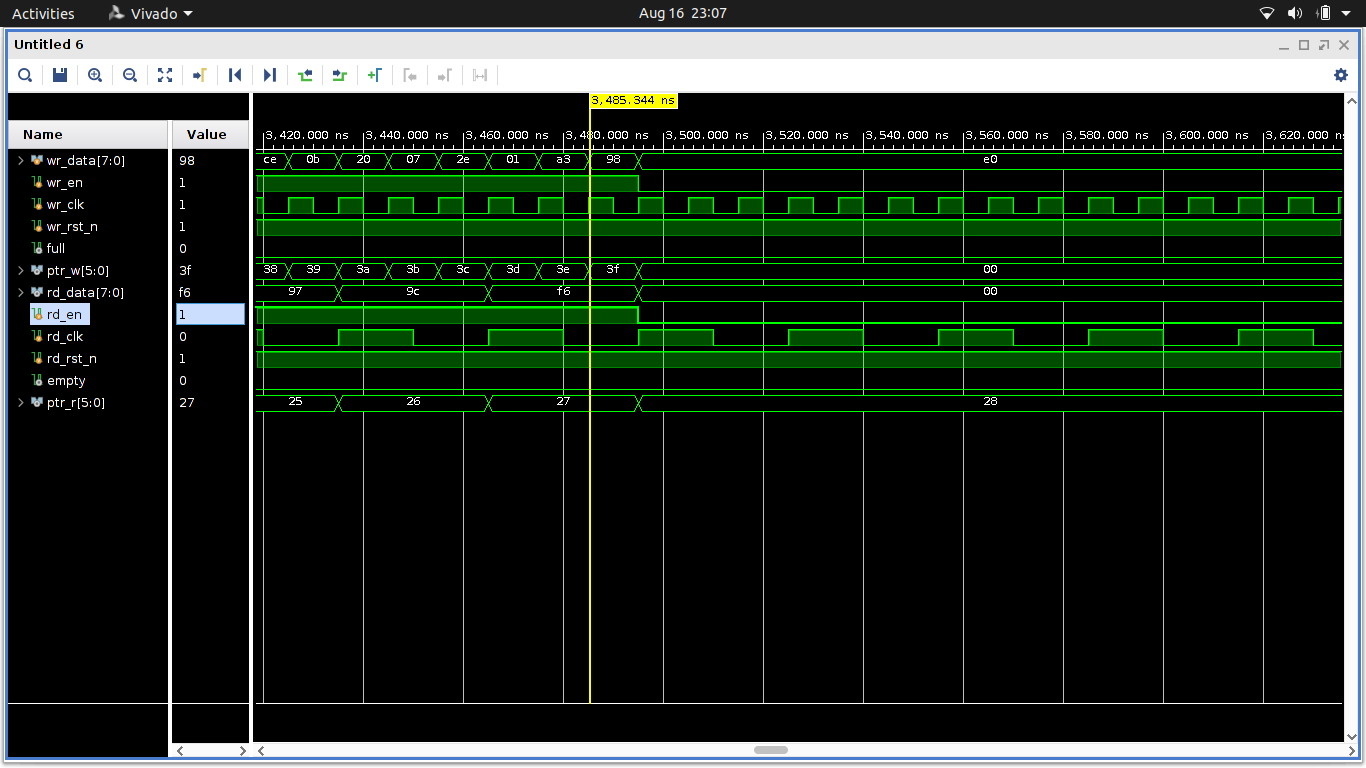 Activities Vivado Aug 16 23:07
Untitled 6
3,485.344 ns
Name Value 3,420.000 ns 3,440.000 ns 3,460.000 ns 3,480.000 ns 3,500.000 ns 3,520.000 ns 3,540.000 ns 3,560.000 ns 3,580.000 ns 3,600.000 ns 3,620.000
wr_data[7:0] 98 ce 0b 20 07 2e 01 a3 98 e0
wr_en 1
wr_clk 1
wr_rst_n 1
full 0
ptr_w[5:0] 3f 38 39 3a 3b 3c 3d 3e 3f 00
rd_data[7:0] f6 97 9c f6 00
rd_en 1
rd_clk 0
rd_rst_n 1
empty 0
ptr_r[5:0] 27 25 26 27 28